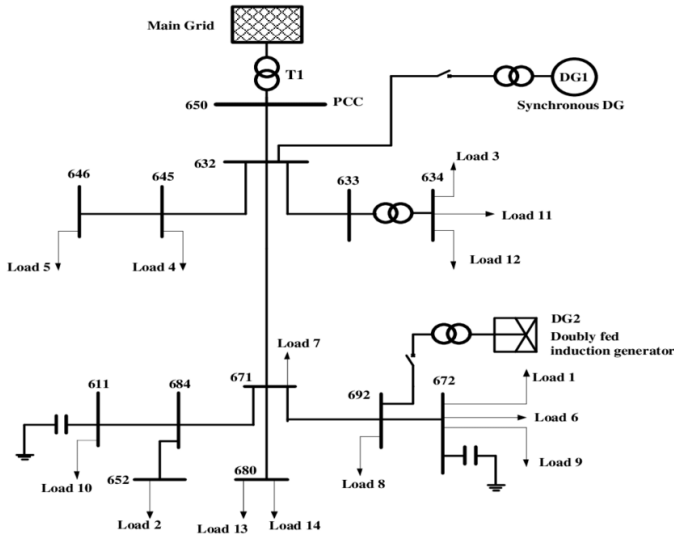 Main Grid
T1
650
PCC
DG1
Synchronous DG
632
646
645
633
634
Load 3
Load 11
Load 12
Load 5
Load 4
DG2
Doubly fed
induction generator
Load 7
671
692
672
Load 1
Load 6
Load 9
611
684
Load 10
652
680
Load 8
Load 2
Load 13
Load 14